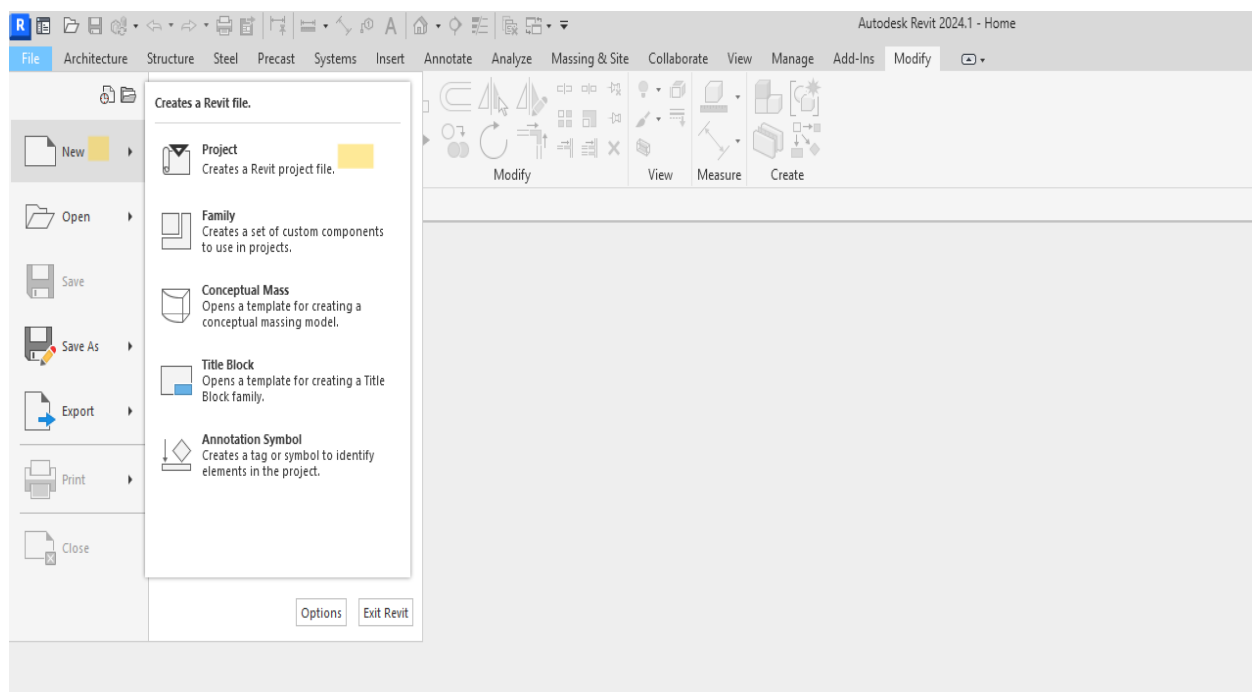 R
A
Autodesk Revit 2024.1 - Home
File Architecture Structure Steel Precast Systems Insert Annotate Analyze Massing & Site Collaborate View Manage Add-Ins Modify
Creates a Revit file.
New
Project
Creates a Revit project file.
Open
Family
Creates a set of custom components
to use in projects.
Save
Conceptual Mass
Opens a template for creating a
conceptual massing model.
Save As
Title Block
Opens a template for creating a Title
Block family.
Export
Annotation Symbol
Creates a tag or symbol to identify
elements in the project.
Print
Close
Options Exit Revit
Modify View Measure Create